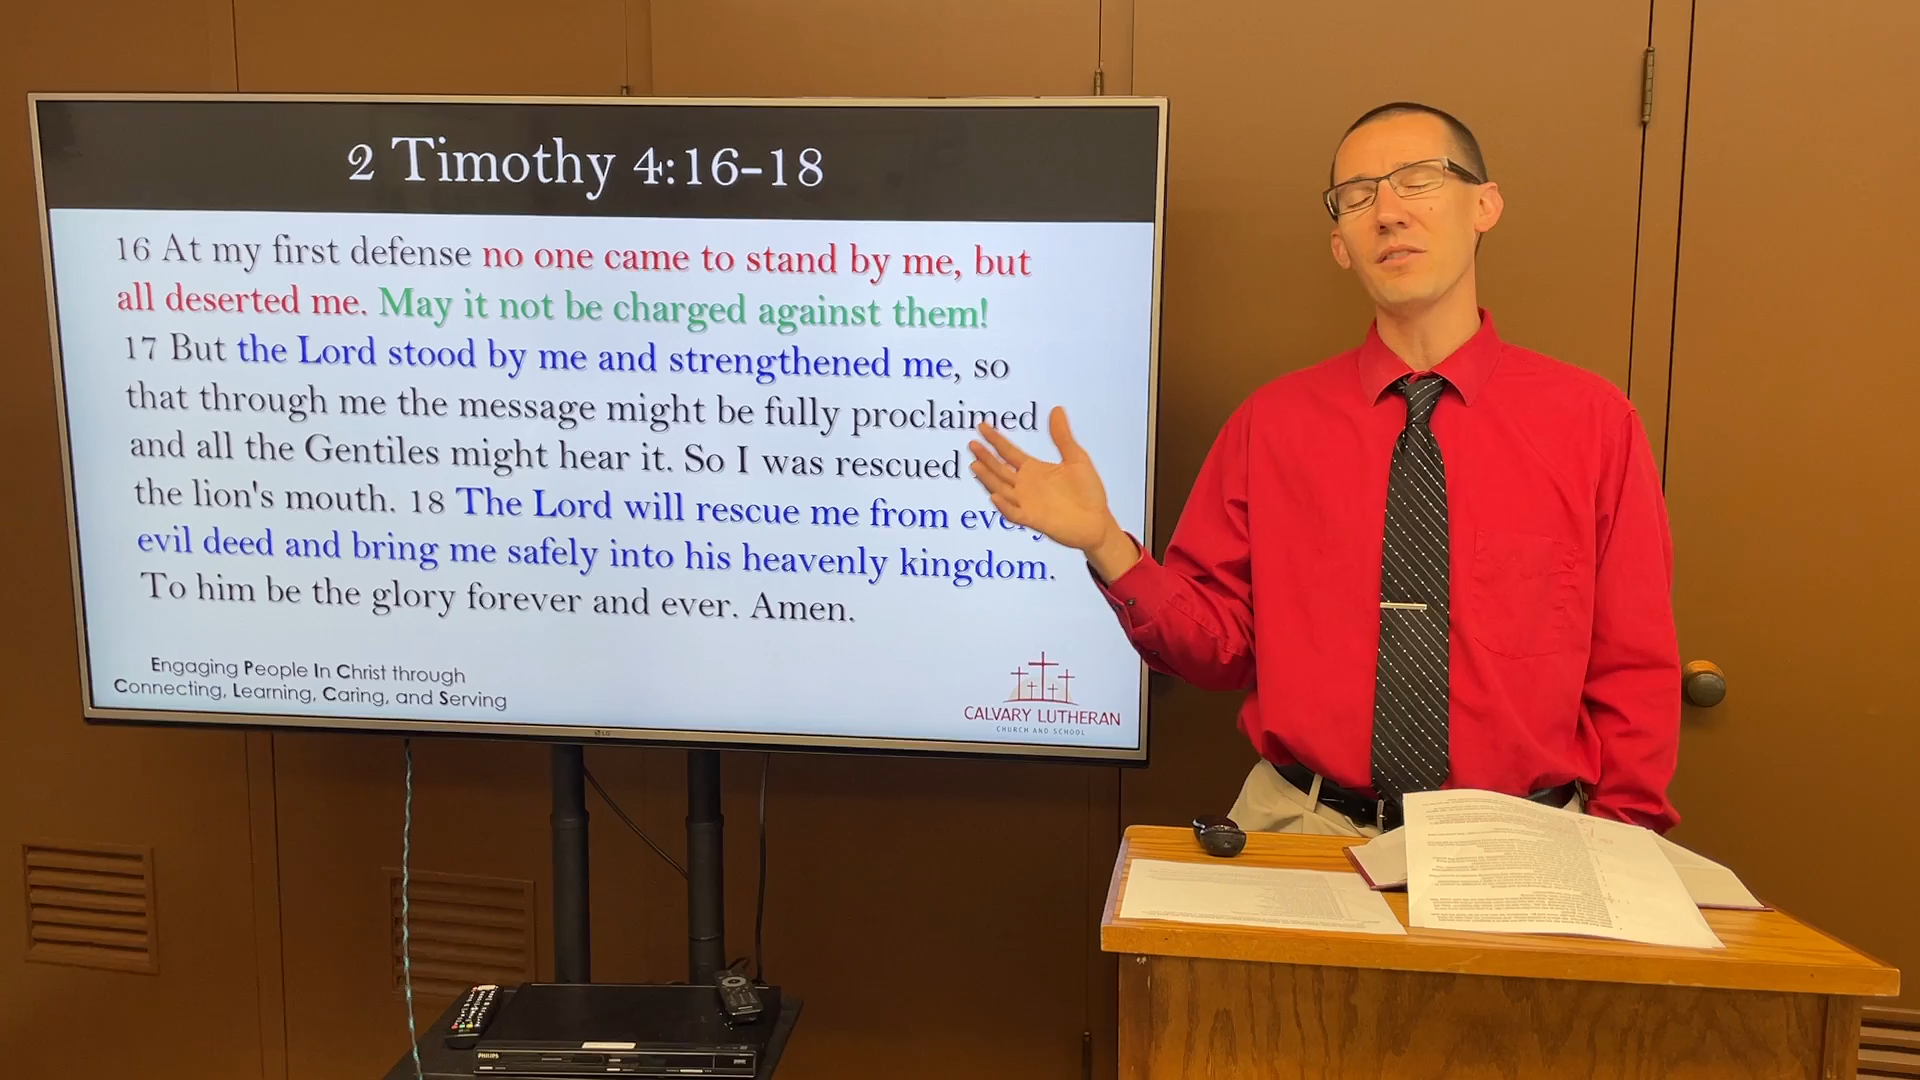 2 Timothy 4:16-18
16 At my first defense no one came to stand by me, but
all deserted me. May it not be charged against them!
17 But the Lord stood by me and strengthened me, so
that through me the message might be fully proclaimed
and all the Gentiles might hear it. So I was rescued
the lion's mouth. 18 The Lord will rescue me from every
evil deed and bring me safely into his heavenly kingdom.
To him be the glory forever and ever. Amen.
Engaging People In Christ through
Connecting, Learning, Caring, and Serving
CALVARY LUTHERAN
CHURCH AND SCHOOL
LG
PHILIPS